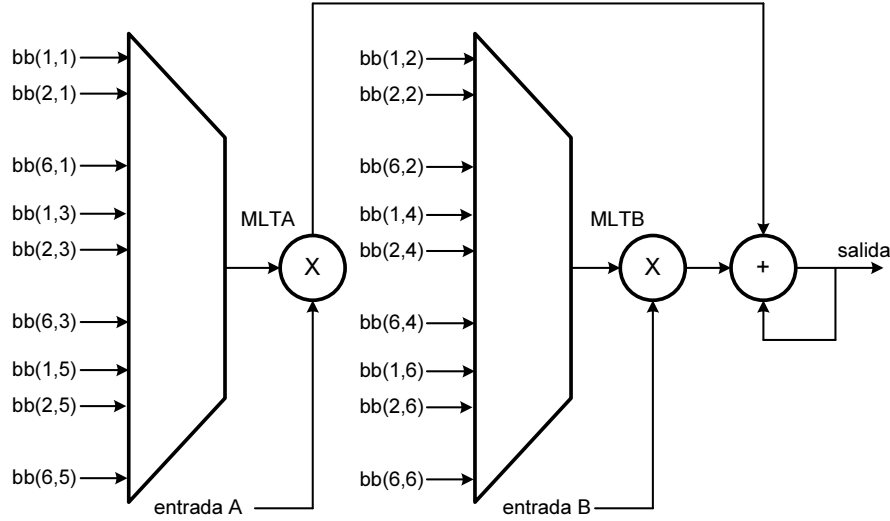 bb(1,1)
bb(2,1)
bb(6,1)
bb(1,3)
bb(2,3)
bb(6,3)
bb(1,5)
bb(2,5)
bb(6,5)
MLTA
X
entrada A
bb(1,2)
bb(2,2)
bb(6,2)
bb(1,4)
bb(2,4)
bb(6,4)
bb(1,6)
bb(2,6)
bb(6,6)
MLTB
X
entrada B
+
salida